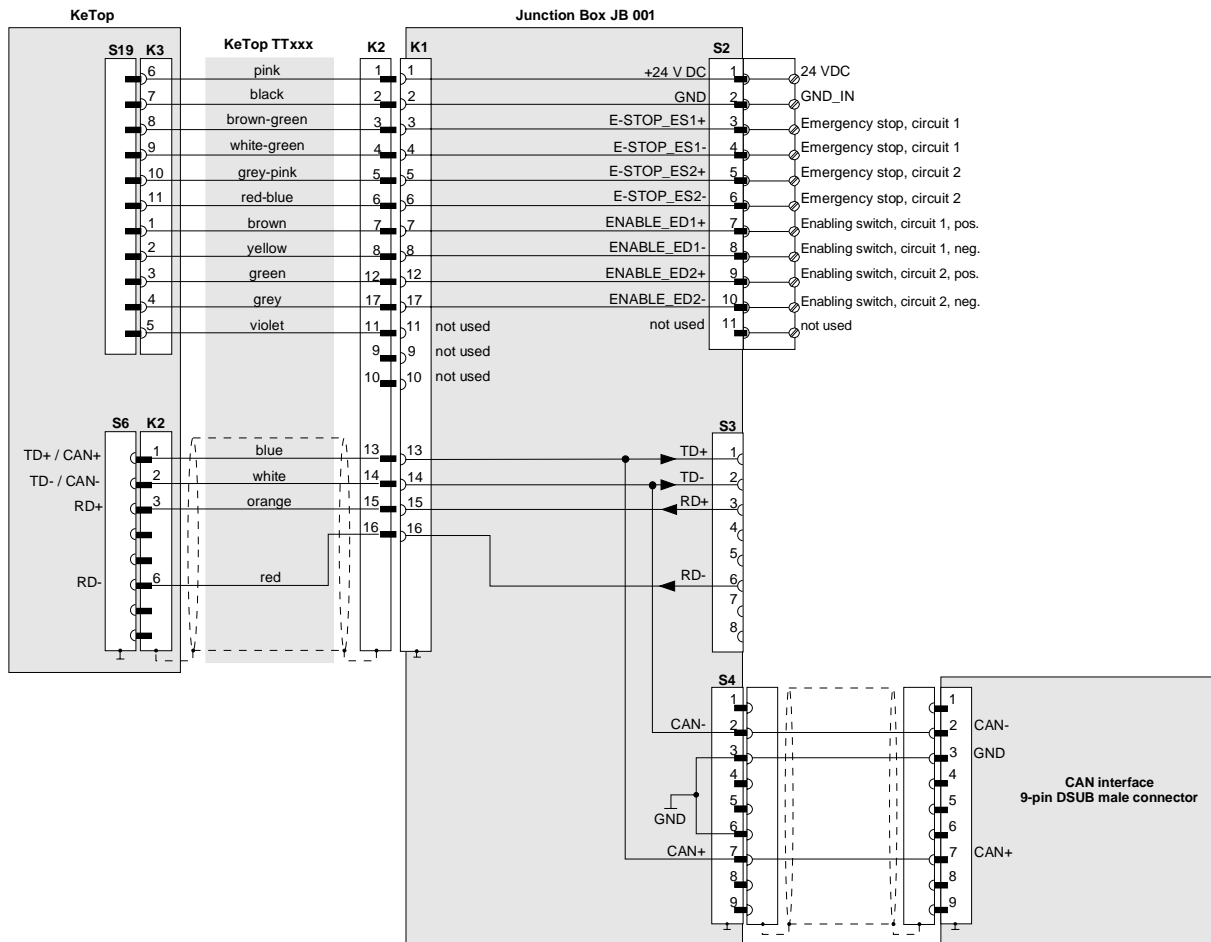 KeTop
Junction Box JB 001
S19 K3
KeTop TTxxx
K2 K1
S2
6 pink 1 1 +24 V DC 1 24 VDC
7 black 2 2 GND 2 GND_IN
8 brown-green 3 3 E-STOP_ES1+ 3 Emergency stop, circuit 1
9 white-green 4 4 E-STOP_ES1- 4 Emergency stop, circuit 1
10 grey-pink 5 5 E-STOP_ES2+ 5 Emergency stop, circuit 2
11 red-blue 6 6 E-STOP_ES2- 6 Emergency stop, circuit 2
1 brown 7 7 ENABLE_ED1+ 7 Enabling switch, circuit 1, pos.
2 yellow 8 8 ENABLE_ED1- 8 Enabling switch, circuit 1, neg.
3 green 12 12 ENABLE_ED2+ 9 Enabling switch, circuit 2, pos.
4 grey 17 17 ENABLE_ED2- 10 Enabling switch, circuit 2, neg.
5 violet 11 11 not used not used 11 not used
9 9 not used
10 10 not used
S6 K2
S3
TD+ / CAN+ 1 blue 13 13 TD+ 1
TD- / CAN- 2 white 14 14 TD- 2
RD+ 3 orange 15 15 RD+ 3
16 16 4
5
RD- 6 red RD- 6
7
8
S4
1 1
CAN- 2 2 CAN-
3 3 GND
4 4
CAN interface
9-pin DSUB male connector
5 5
GND
6 6
CAN+ 7 7 CAN+
8 8
9 9